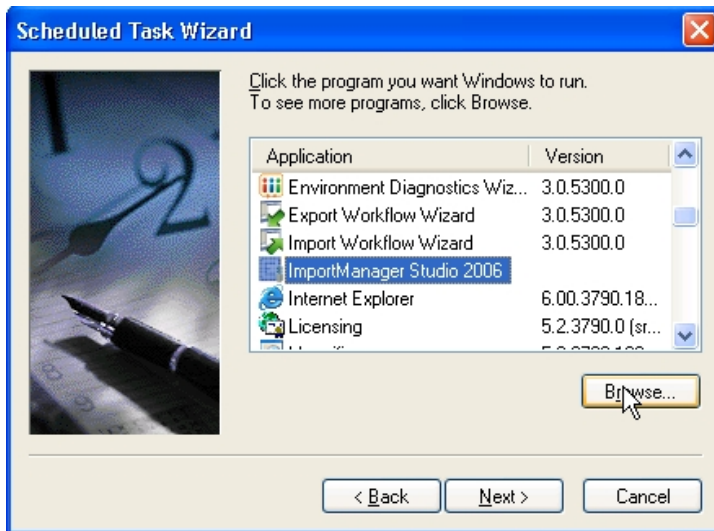 Scheduled Task Wizard
Click the program you want Windows to run.
To see more programs, click Browse.
Application Version
Environment Diagnostics Wiz... 3.0.5300.0
Export Workflow Wizard 3.0.5300.0
Import Workflow Wizard 3.0.5300.0
ImportManager Studio 2006
Internet Explorer 6.00.3790.18...
Licensing 5.2.3790.0 (sr...
Browse...
< Back Next > Cancel